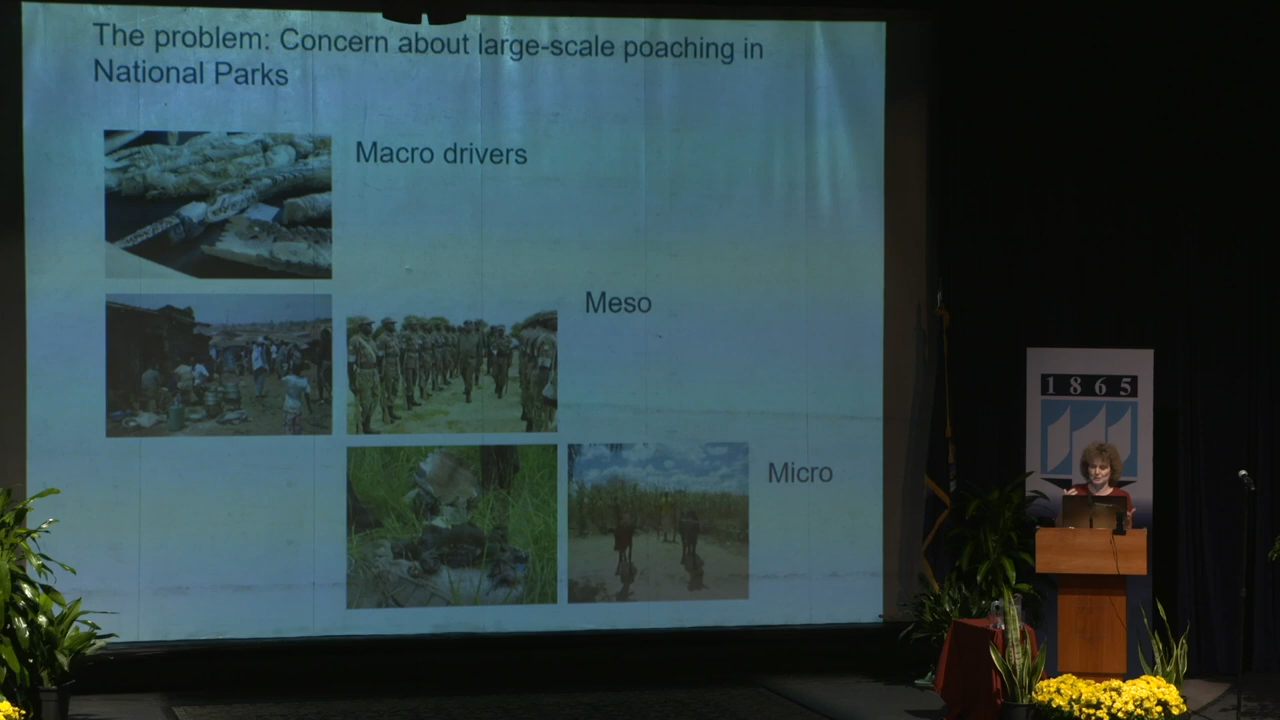 The problem: Concern about large-scale poaching in
National Parks
Macro drivers
Meso
Micro
1865